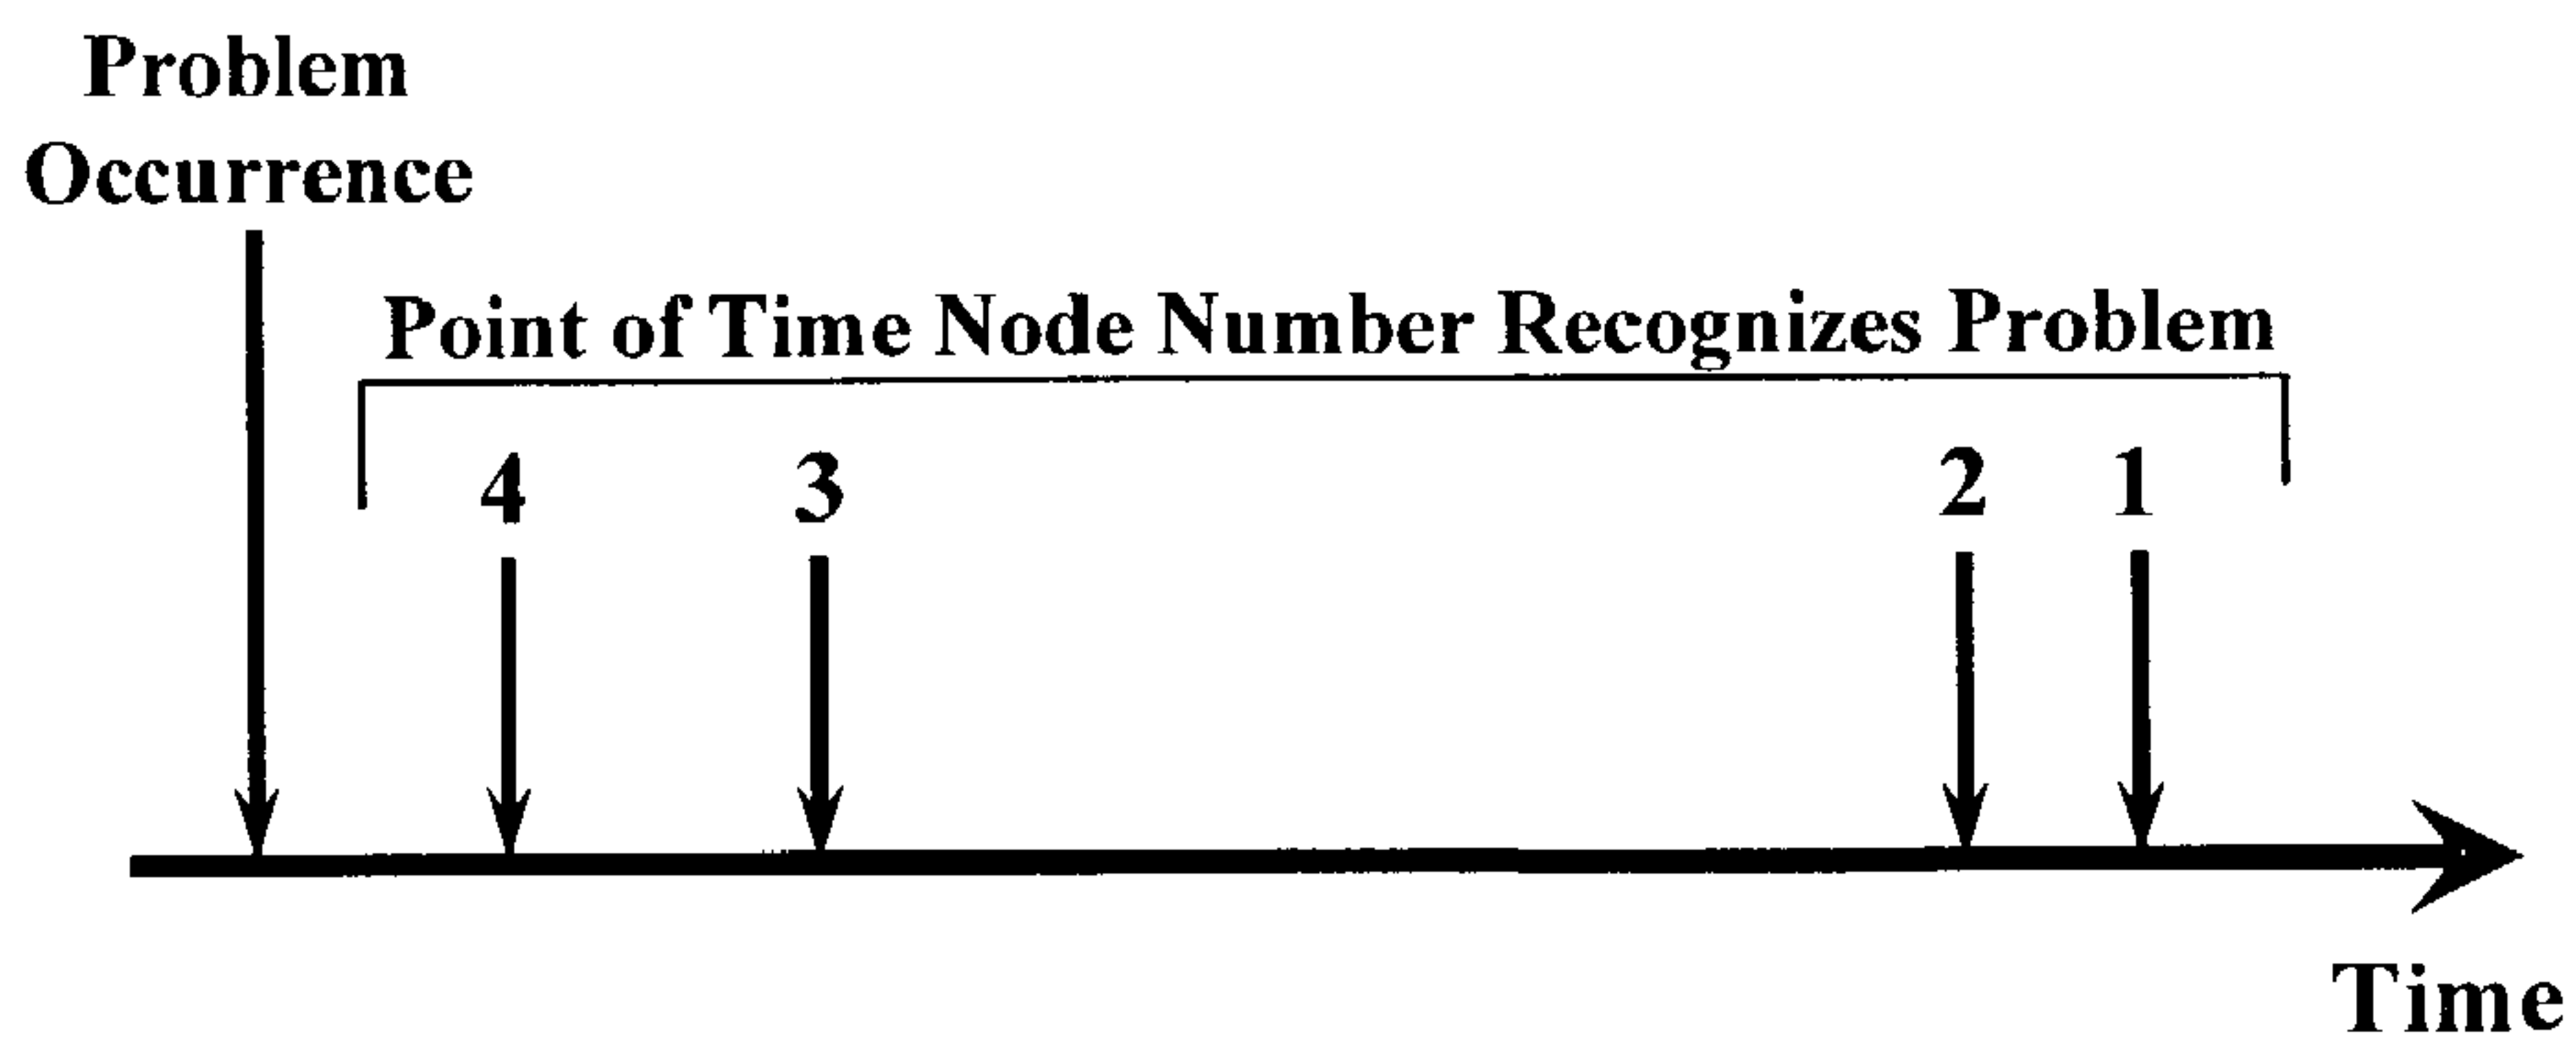 Problem
Occurrence
Point of Time Node Number Recognizes Problem
4 3 2 1
Time